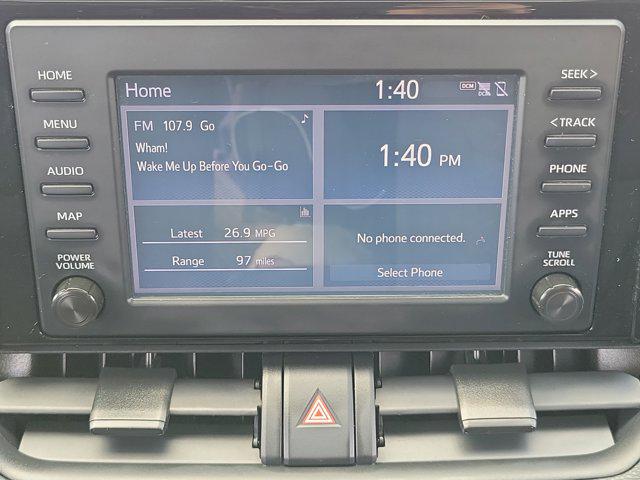 HOME
MENU
AUDIO
MAP
POWER
VOLUME
Home
1:40
DCM
DCM
FM 107.9 Go
Wham!
Wake Me Up Before You Go-Go
1:40 PM
Latest 26.9 MPG
Range 97 miles
No phone connected.
Select Phone
SEEK >
< TRACK
PHONE
APPS
TUNE
SCROLL